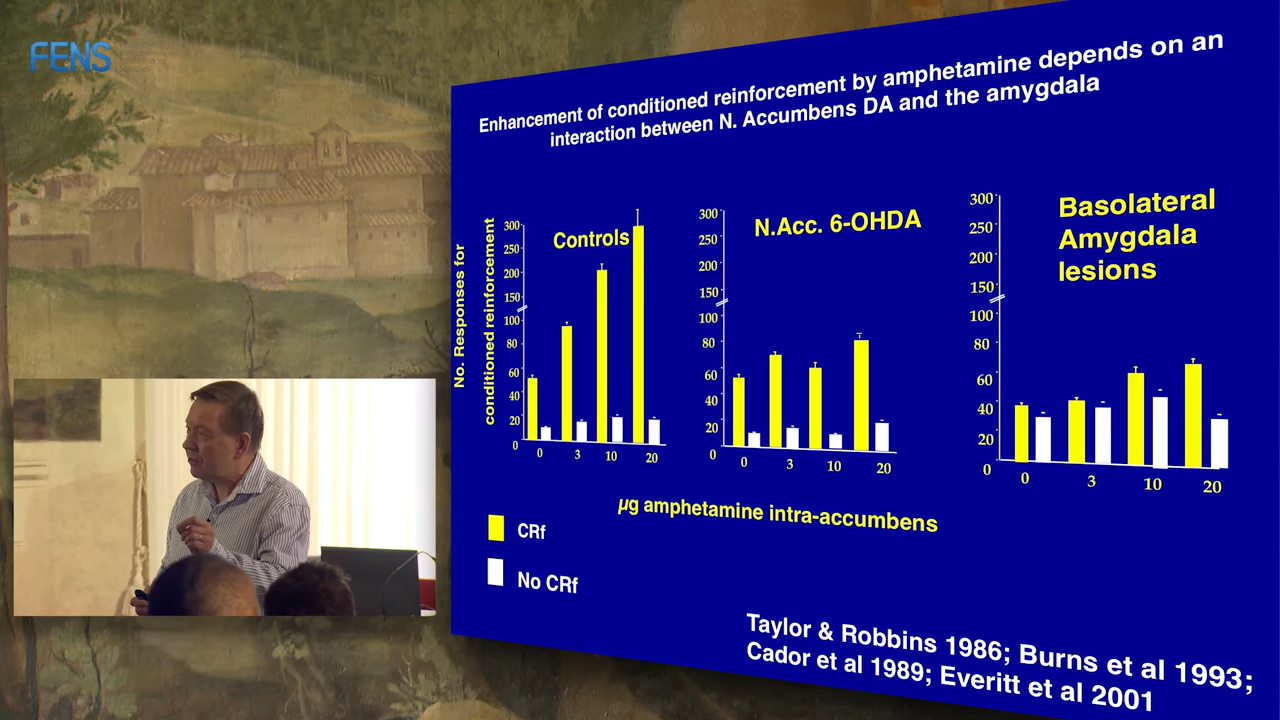 FENS
Enhancement of conditioned reinforcement by amphetamine depends on an
interaction between N. Accumbens DA and the amygdala
No. Responses for
conditioned reinforcement
Controls
300
250
200
150
100
80
60
40
20
0
0 3 10 20
N.Acc. 6-OHDA
300
250
200
150
100
80
60
40
20
0
0 3 10 20
Basolateral
Amygdala
lesions
300
250
200
150
100
80
60
40
20
0
0 3 10 20
µg amphetamine intra-accumbens
CRf
No CRf
Taylor & Robbins 1986; Burns et al 1993;
Cador et al 1989; Everitt et al 2001